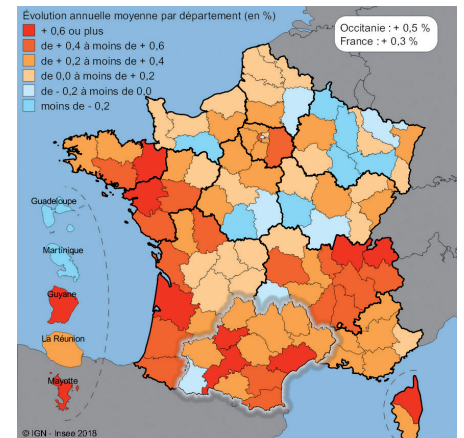 Évolution annuelle moyenne par département (en %)
+ 0,6 ou plus
de + 0,4 à moins de + 0,6
de + 0,2 à moins de + 0,4
de 0,0 à moins de + 0,2
de - 0,2 à moins de 0,0
moins de - 0,2
Occitanie : + 0,5 %
France : + 0,3 %
Guadeloupe
Martinique
Guyane
La Réunion
Mayotte
© IGN - Insee 2018